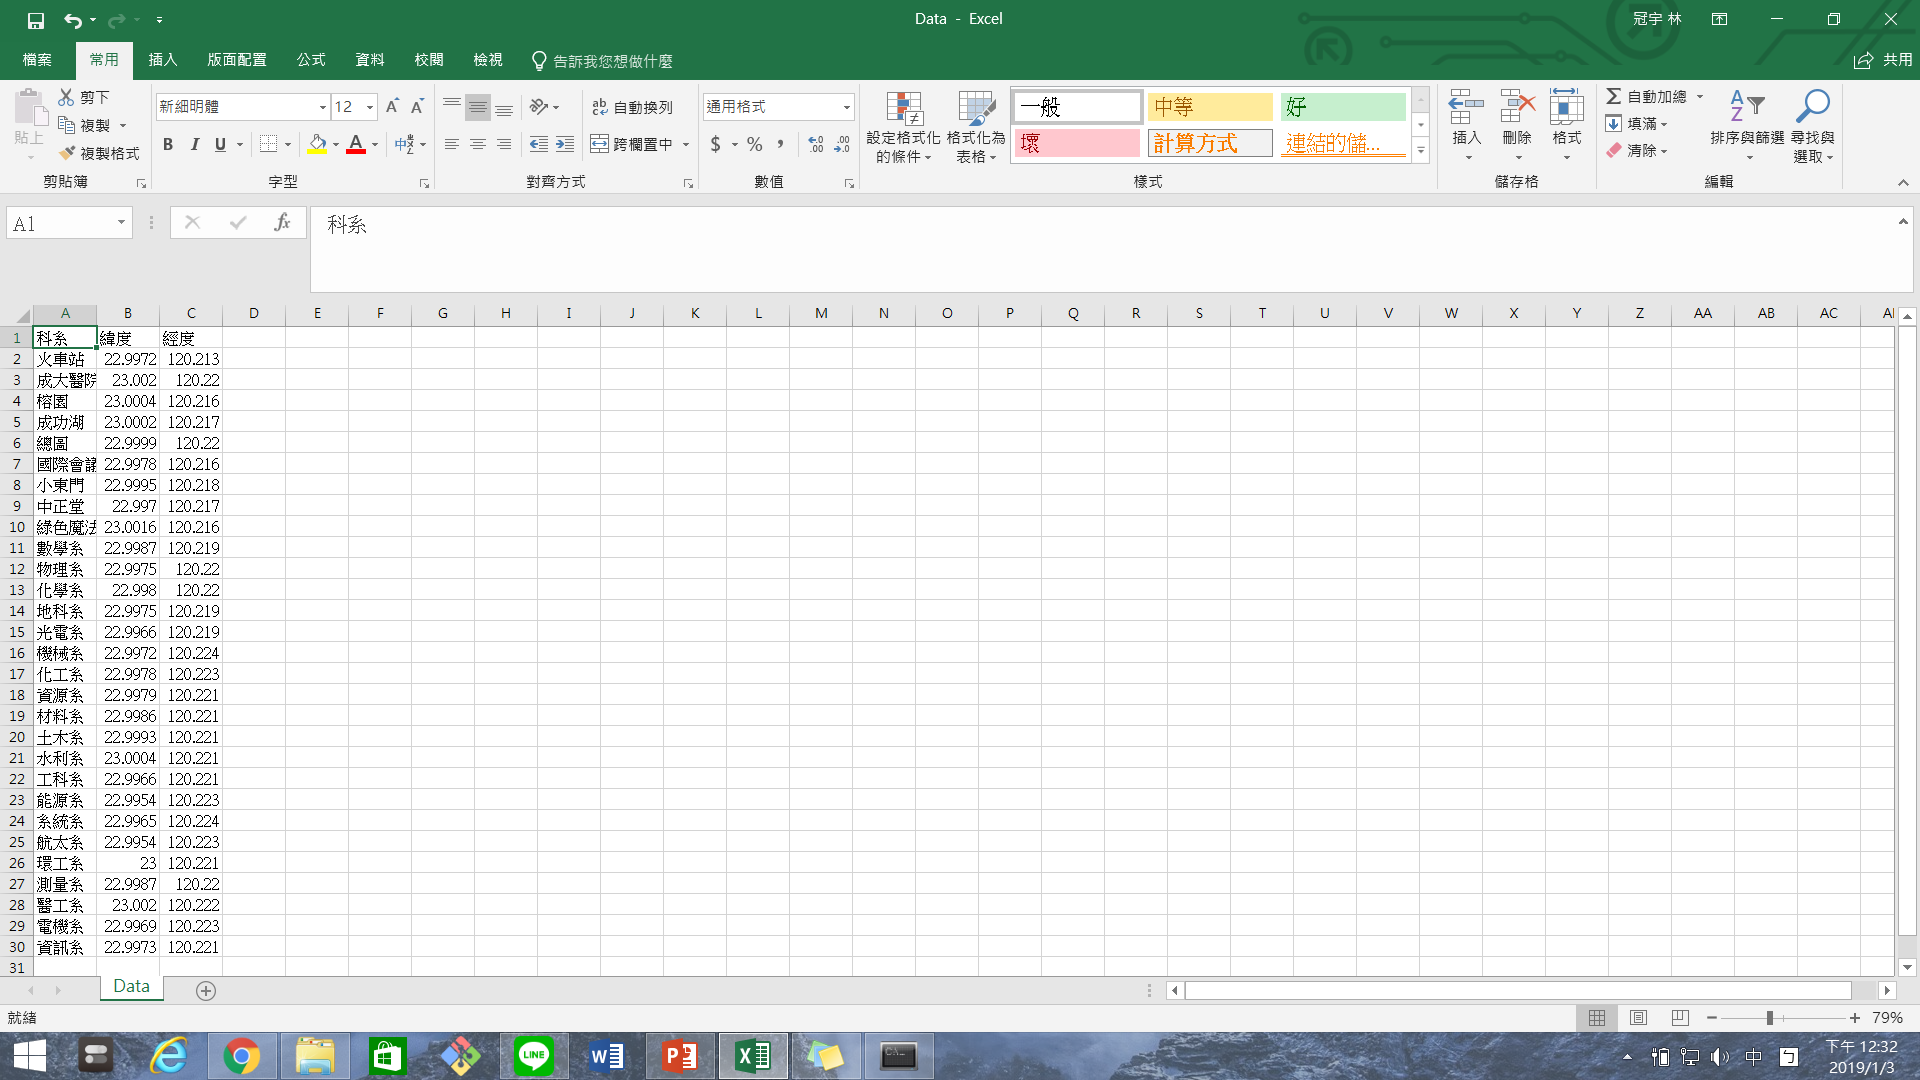 Data - Excel
冠宇 林
檔案 常用 插入 版面配置 公式 資料 校閱 檢視 告訴我您想做什麼 共用
貼上 剪下 複製 複製格式 剪貼簿
新細明體 12 B I U A 字型
自動換列 跨欄置中 對齊方式
通用格式 $ % 數值
設定格式化的條件 格式化為表格
一般 中等 好
壞 計算方式 連結的儲...
樣式
插入 刪除 格式 儲存格
自動加總 填滿 清除 排序與篩選 尋找與選取 編輯
A1 fx 科系
A B C D E F G H I J K L M N O P Q R S T U V W X Y Z AA AB AC
1 科系 緯度 經度
2 火車站 22.9972 120.213
3 成大醫院 23.002 120.22
4 榕園 23.0004 120.216
5 成功湖 23.0002 120.217
6 總圖 22.9999 120.22
7 國際會議 22.9978 120.216
8 小東門 22.9995 120.218
9 中正堂 22.997 120.217
10 綠色魔法 23.0016 120.216
11 數學系 22.9987 120.219
12 物理系 22.9975 120.22
13 化學系 22.998 120.22
14 地科系 22.9975 120.219
15 光電系 22.9966 120.219
16 機械系 22.9972 120.224
17 化工系 22.9978 120.223
18 資源系 22.9979 120.221
19 材料系 22.9986 120.221
20 土木系 22.9993 120.221
21 水利系 23.0004 120.221
22 工科系 22.9966 120.221
23 能源系 22.9954 120.223
24 系統系 22.9965 120.224
25 航太系 22.9954 120.223
26 環工系 23 120.221
27 測量系 22.9987 120.22
28 醫工系 23.002 120.222
29 電機系 22.9969 120.223
30 資訊系 22.9973 120.221
31
Data
就緒 79%
LINE
中
下午 12:32
2019/1/3